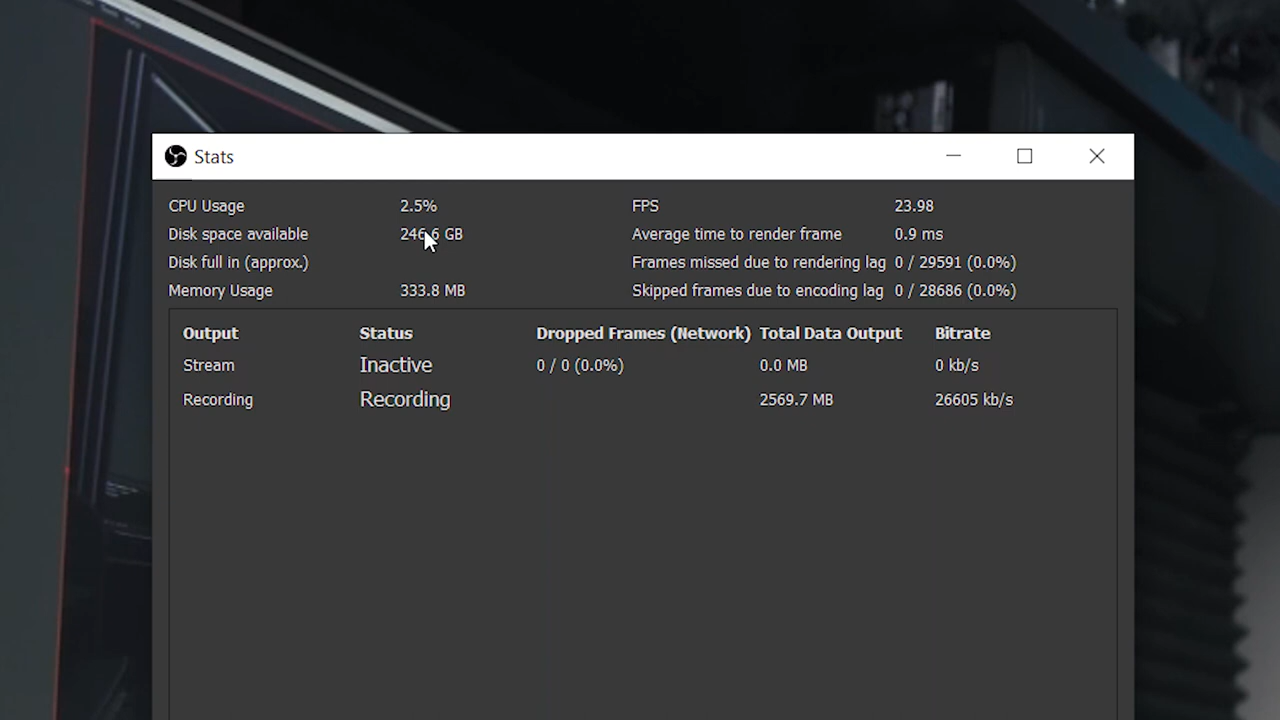 Stats
CPU Usage 2.5% FPS 23.98
Disk space available 246.6 GB Average time to render frame 0.9 ms
Disk full in (approx.) Frames missed due to rendering lag 0 / 29591 (0.0%)
Memory Usage 333.8 MB Skipped frames due to encoding lag 0 / 28686 (0.0%)
Output Status Dropped Frames (Network) Total Data Output Bitrate
Stream Inactive 0 / 0 (0.0%) 0.0 MB 0 kb/s
Recording Recording 2569.7 MB 26605 kb/s